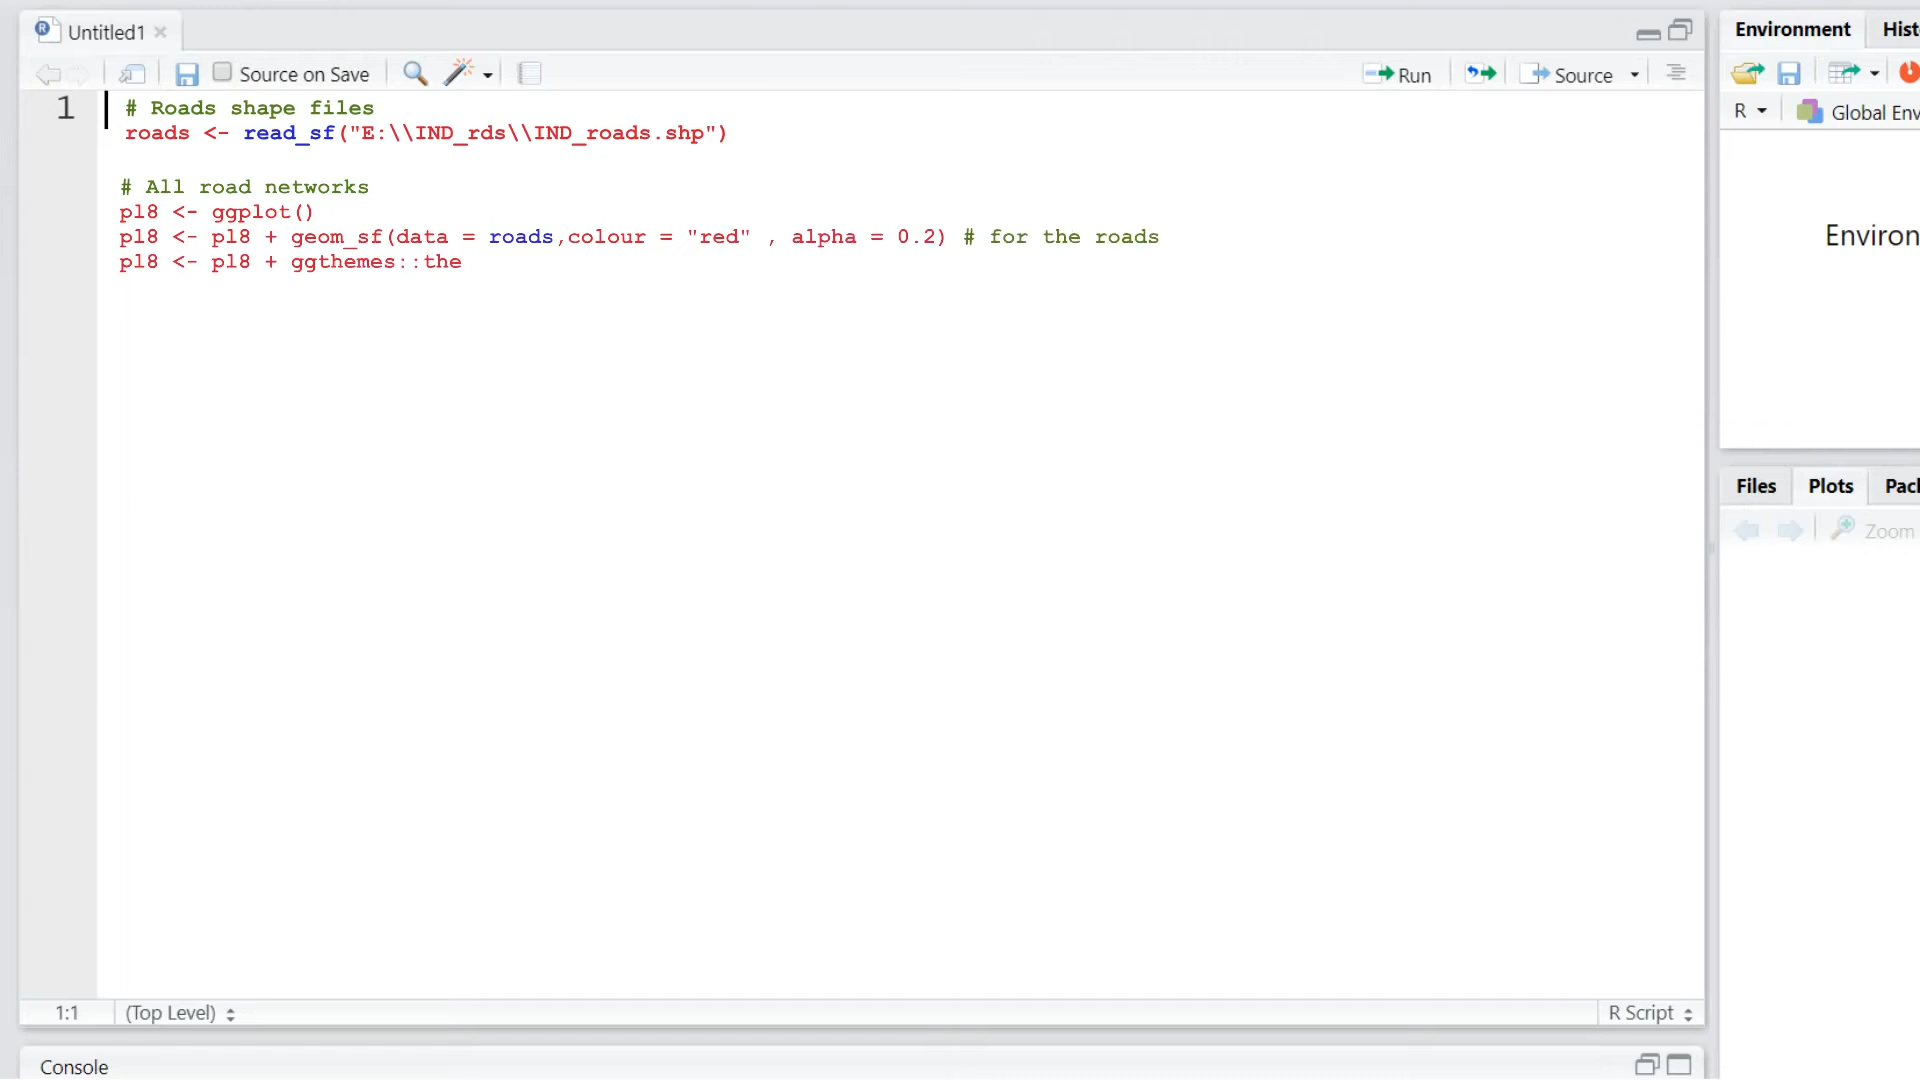 Untitled1
Environment
Hist
Source on Save
Run
Source
R
Global Env
1
# Roads shape files
roads <- read_sf("E:\\IND_rds\\IND_roads.shp")
# All road networks
pl8 <- ggplot()
pl8 <- pl8 + geom_sf(data = roads,colour = "red" , alpha = 0.2) # for the roads
pl8 <- pl8 + ggthemes::the
Environ
Files
Plots
Pack
Zoom
1:1
(Top Level)
R Script
Console